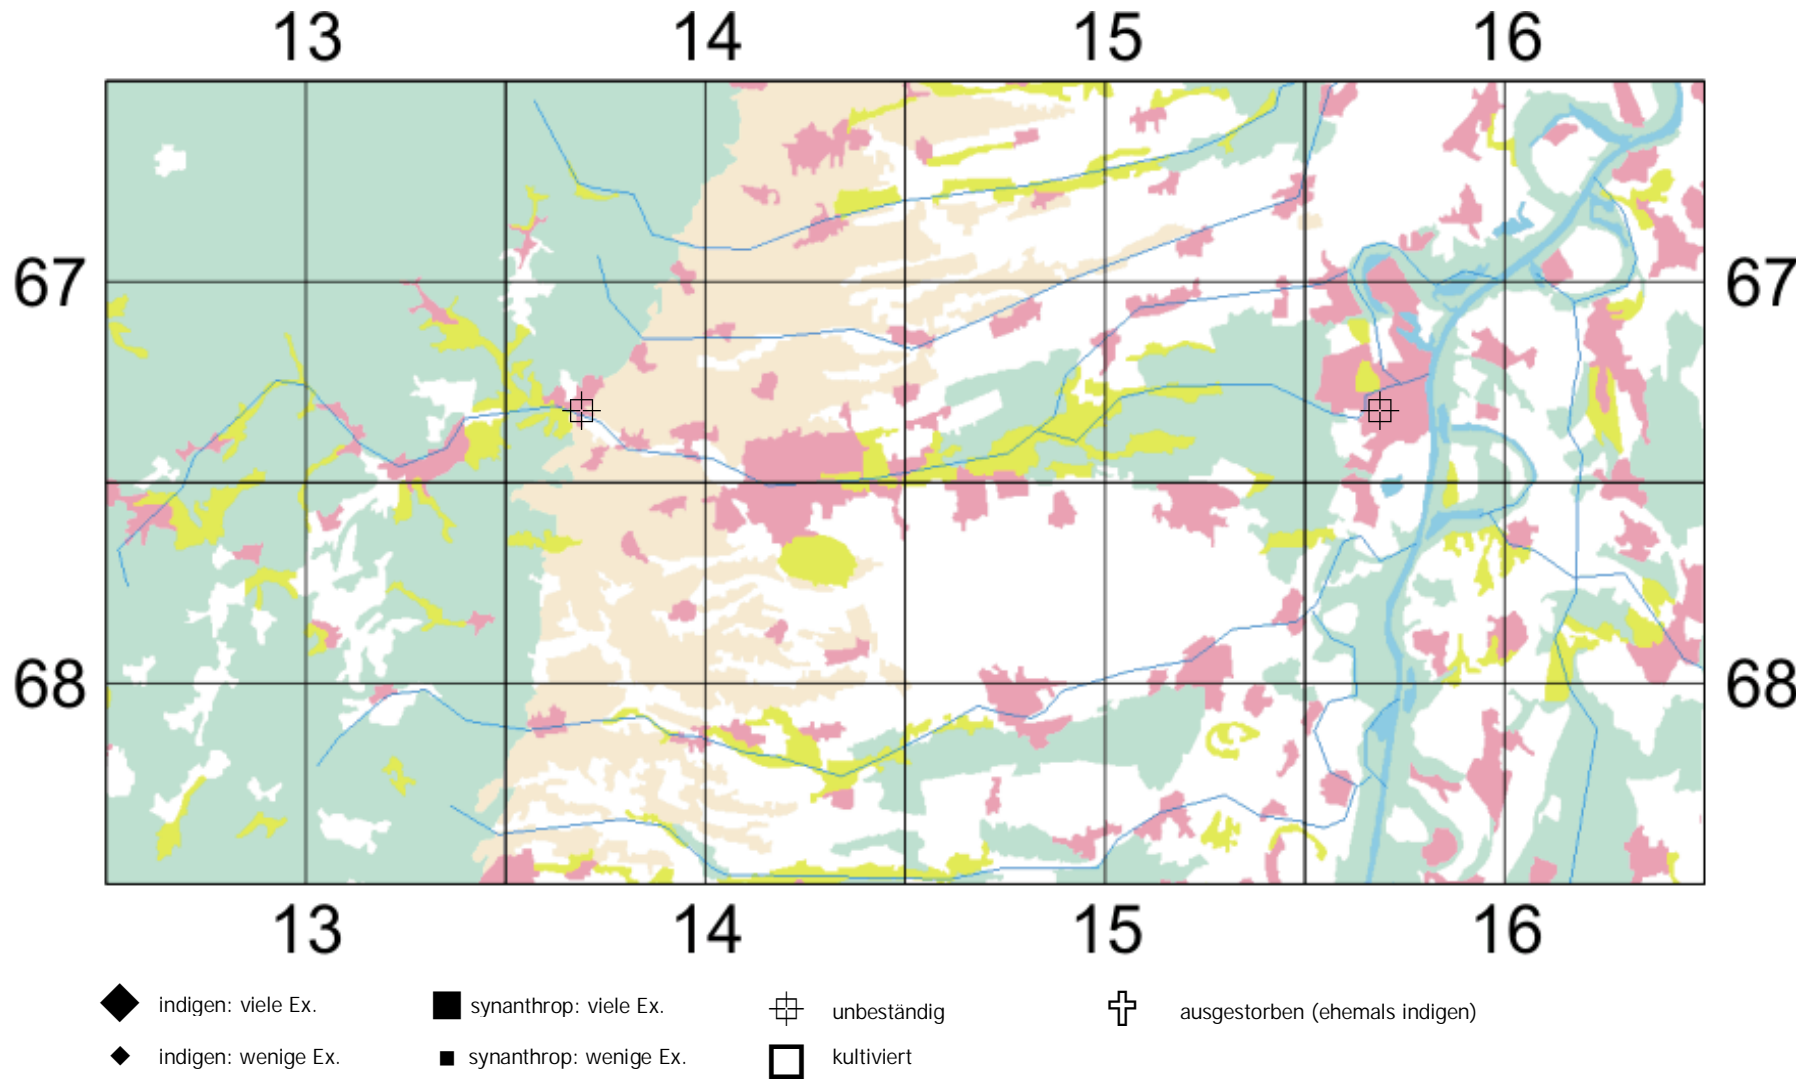 13 14 15 16
67 67
68 68
13 14 15 16
indigen: viele Ex. synanthrop: viele Ex. unbeständig ausgestorben (ehemals indigen)
indigen: wenige Ex. synanthrop: wenige Ex. kultiviert